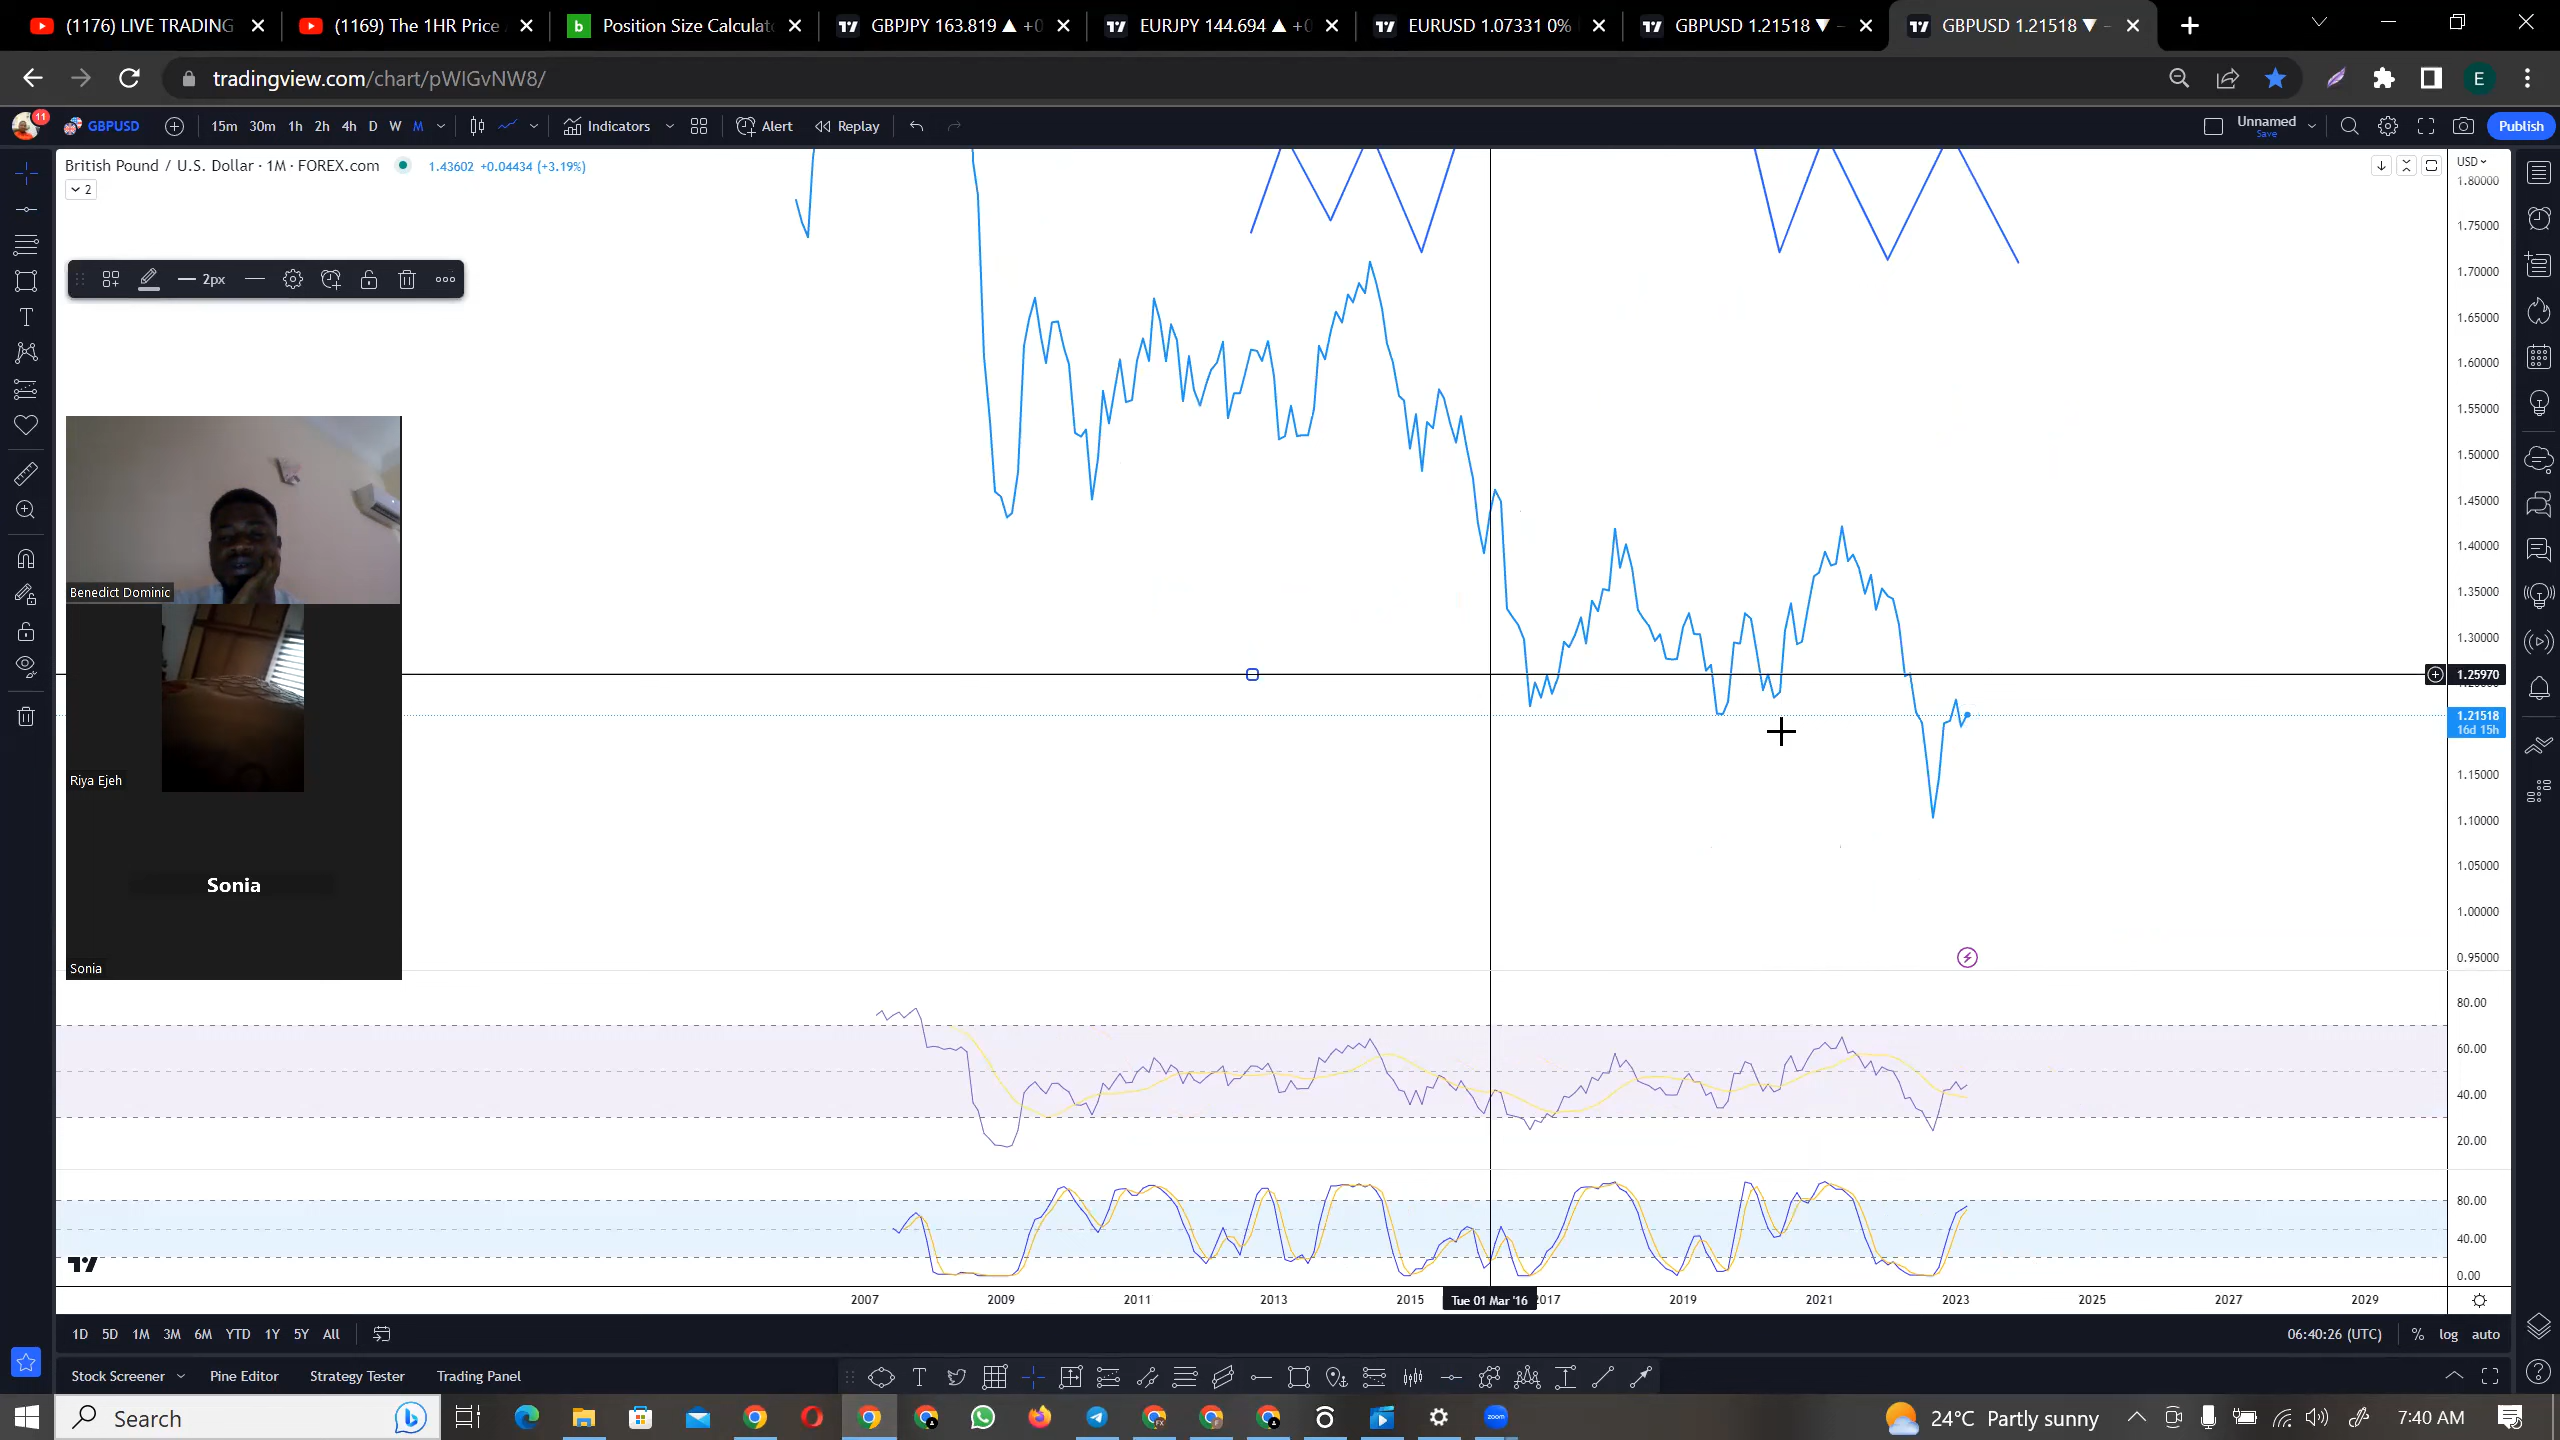 (1176) LIVE TRADING
(1169) The 1HR Price
Position Size Calculat
GBPJPY 163.819 ▲ +0
EURJPY 144.694 ▲ +0
EURUSD 1.07331 0%
GBPUSD 1.21518 ▼ −
GBPUSD 1.21518 ▼ −
tradingview.com/chart/pWIGvNW8/
E
11 GBPUSD 15m 30m 1h 2h 4h D W M Indicators Alert Replay Unnamed Save Publish
British Pound / U.S. Dollar · 1M · FOREX.com 1.43602 +0.04434 (+3.19%)
2
2px
USD
1.80000
1.75000
1.70000
1.65000
1.60000
1.55000
1.50000
1.45000
1.40000
1.35000
1.30000
1.25970
1.21518
16d 15h
1.15000
1.10000
1.05000
1.00000
0.95000
Benedict Dominic
Riya Ejeh
Sonia
Sonia
80.00
60.00
40.00
20.00
80.00
40.00
0.00
2007 2009 2011 2013 2015 Tue 01 Mar '16 2017 2019 2021 2023 2025 2027 2029
1D 5D 1M 3M 6M YTD 1Y 5Y All 06:40:26 (UTC) % log auto
Stock Screener Pine Editor Strategy Tester Trading Panel
Search
zoom
24°C Partly sunny
7:40 AM